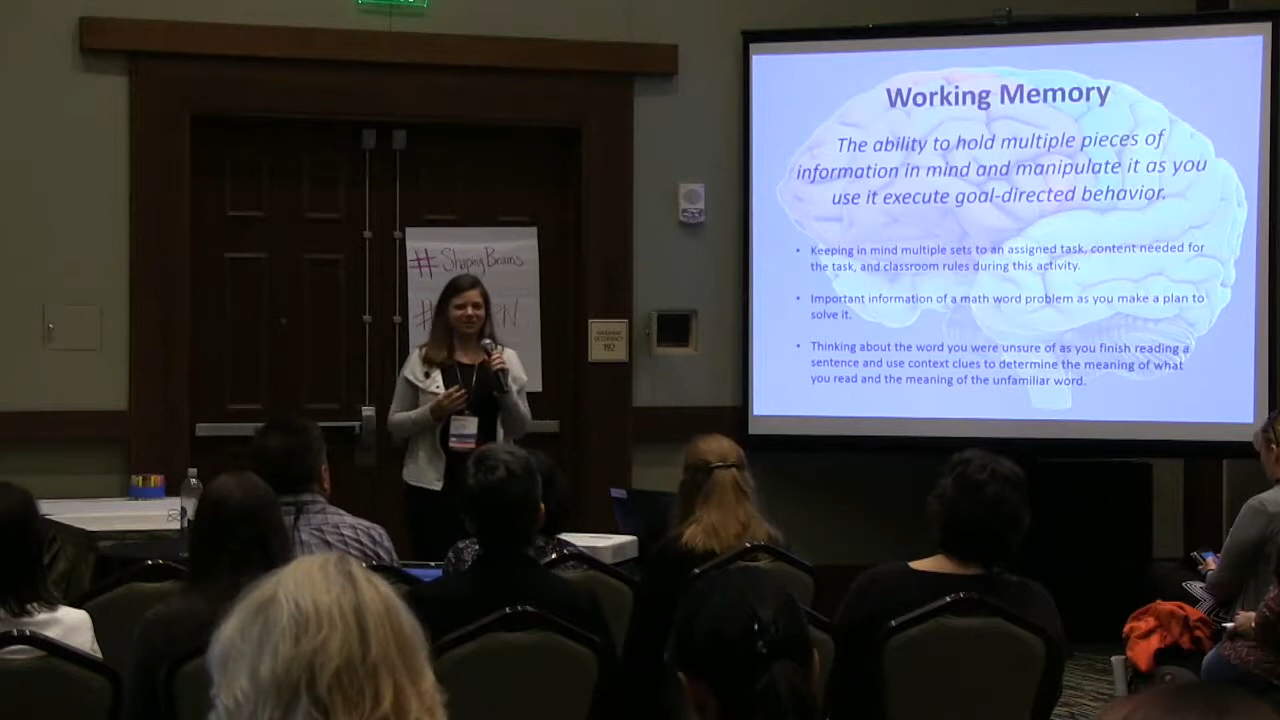 Working Memory
The ability to hold multiple pieces of
information in mind and manipulate it as you
use it execute goal-directed behavior.
• Keeping in mind multiple sets to an assigned task, content needed for
the task, and classroom rules during this activity.
• Important information of a math word problem as you make a plan to
solve it.
• Thinking about the word you were unsure of as you finish reading a
sentence and use context clues to determine the meaning of what
you read and the meaning of the unfamiliar word.
#ShapingBrains
MAXIMUM
OCCUPANCY
192